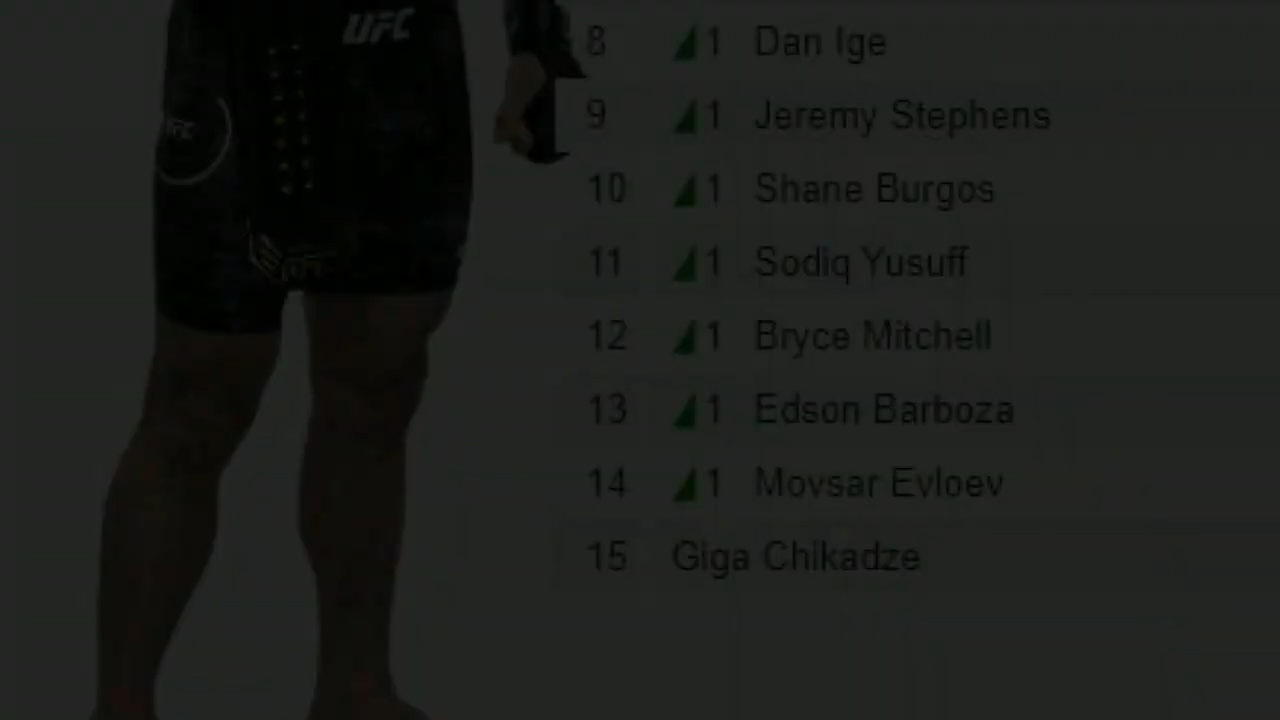 UFC
UFC
8 1 Dan Ige
9 1 Jeremy Stephens
10 1 Shane Burgos
11 1 Sodiq Yusuff
12 1 Bryce Mitchell
13 1 Edson Barboza
14 1 Movsar Evloev
15 Giga Chikadze